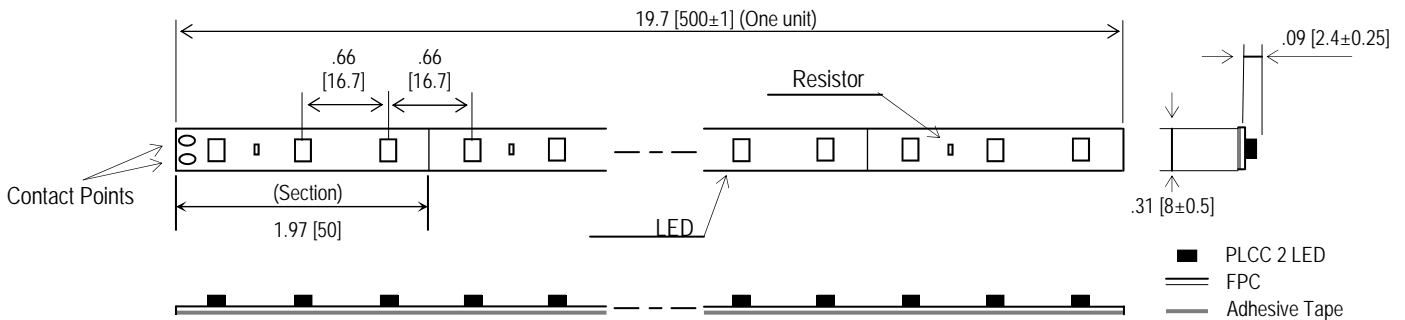 19.7 [500±1] (One unit)
.09 [2.4±0.25]
.66
[16.7]
.66
[16.7]
Resistor
Contact Points
(Section)
1.97 [50]
LED
.31 [8±0.5]
PLCC 2 LED
FPC
Adhesive Tape